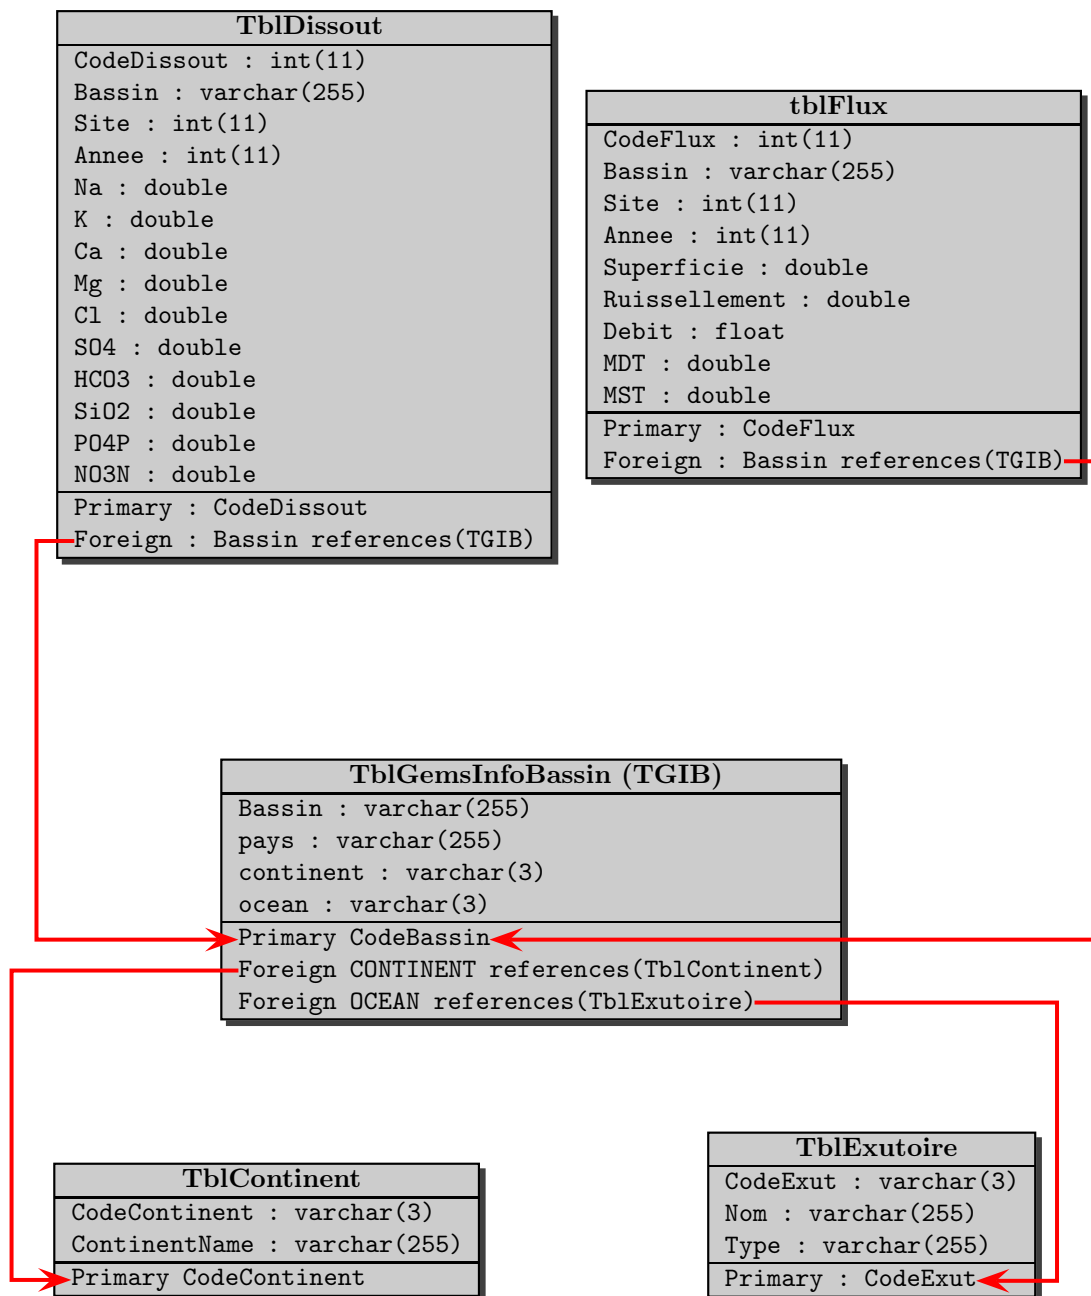 TblDissout
CodeDissout : int(11)
Bassin : varchar(255)
Site : int(11)
Annee : int(11)
Na : double
K : double
Ca : double
Mg : double
Cl : double
SO4 : double
HCO3 : double
SiO2 : double
PO4P : double
NO3N : double
Primary : CodeDissout
Foreign : Bassin references(TGIB)
tblFlux
CodeFlux : int(11)
Bassin : varchar(255)
Site : int(11)
Annee : int(11)
Superficie : double
Ruissellement : double
Debit : float
MDT : double
MST : double
Primary : CodeFlux
Foreign : Bassin references(TGIB)
TblGemsInfoBassin (TGIB)
Bassin : varchar(255)
pays : varchar(255)
continent : varchar(3)
ocean : varchar(3)
Primary CodeBassin
Foreign CONTINENT references(TblContinent)
Foreign OCEAN references(TblExutoire)
TblContinent
CodeContinent : varchar(3)
ContinentName : varchar(255)
Primary CodeContinent
TblExutoire
CodeExut : varchar(3)
Nom : varchar(255)
Type : varchar(255)
Primary : CodeExut